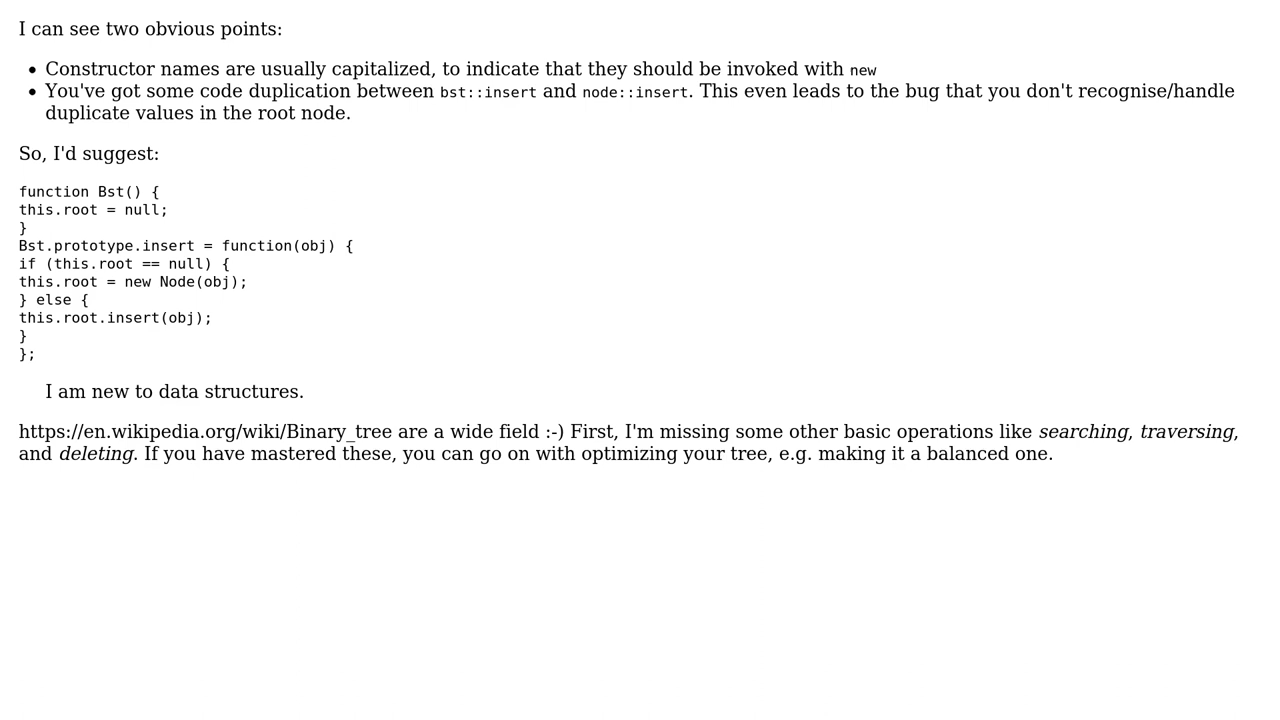 I can see two obvious points:
Constructor names are usually capitalized, to indicate that they should be invoked with new
You've got some code duplication between bst::insert and node::insert. This even leads to the bug that you don't recognise/handle
duplicate values in the root node.
So, I'd suggest:
function Bst() {
this.root = null;
}
Bst.prototype.insert = function(obj) {
if (this.root == null) {
this.root = new Node(obj);
} else {
this.root.insert(obj);
}
};
I am new to data structures.
https://en.wikipedia.org/wiki/Binary_tree are a wide field :-) First, I'm missing some other basic operations like searching, traversing,
and deleting. If you have mastered these, you can go on with optimizing your tree, e.g. making it a balanced one.